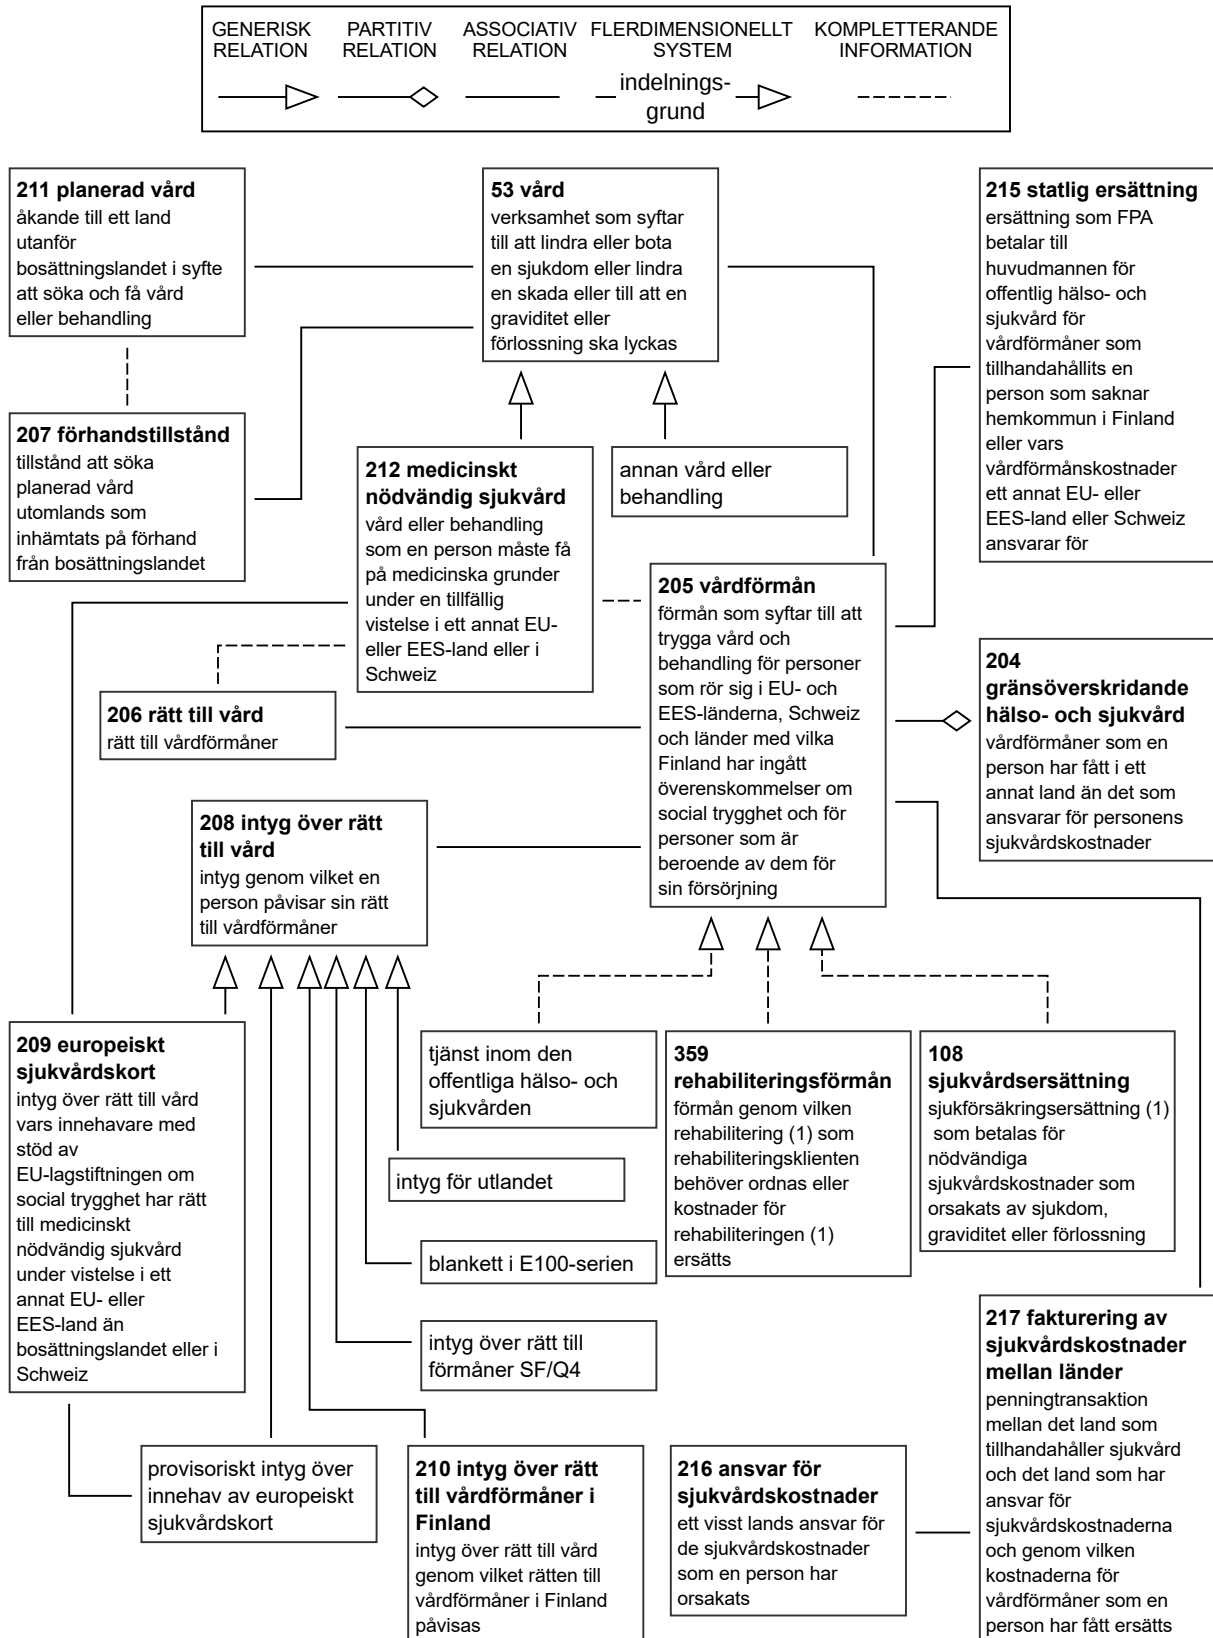 GENERISK
RELATION
PARTITIV
RELATION
ASSOCIATIV
RELATION
FLERDIMENSIONELLT
SYSTEM
KOMPLETTERANDE
INFORMATION
indelnings-
grund
211 planerad vård
åkande till ett land
utanför
bosättningslandet i syfte
att söka och få vård
eller behandling
53 vård
verksamhet som syftar
till att lindra eller bota
en sjukdom eller lindra
en skada eller till att en
graviditet eller
förlossning ska lyckas
215 statlig ersättning
ersättning som FPA
betalar till
huvudmannen för
offentlig hälso- och
sjukvård för
vårdförmåner som
tillhandahållits en
person som saknar
hemkommun i Finland
eller vars
vårdförmånskostnader
ett annat EU- eller
EES-land eller Schweiz
ansvarar för
207 förhandstillstånd
tillstånd att söka
planerad vård
utomlands som
inhämtats på förhand
från bosättningslandet
212 medicinskt
nödvändig sjukvård
vård eller behandling
som en person måste få
på medicinska grunder
under en tillfällig
vistelse i ett annat EU-
eller EES-land eller i
Schweiz
annan vård eller
behandling
205 vårdförmån
förmån som syftar till att
trygga vård och
behandling för personer
som rör sig i EU- och
EES-länderna, Schweiz
och länder med vilka
Finland har ingått
överenskommelser om
social trygghet och för
personer som är
beroende av dem för
sin försörjning
204
gränsöverskridande
hälso- och sjukvård
vårdförmåner som en
person har fått i ett
annat land än det som
ansvarar för personens
sjukvårdskostnader
206 rätt till vård
rätt till vårdförmåner
208 intyg över rätt
till vård
intyg genom vilket en
person påvisar sin rätt
till vårdförmåner
209 europeiskt
sjukvårdskort
intyg över rätt till vård
vars innehavare med
stöd av
EU-lagstiftningen om
social trygghet har rätt
till medicinskt
nödvändig sjukvård
under vistelse i ett
annat EU- eller
EES-land än
bosättningslandet eller i
Schweiz
tjänst inom den
offentliga hälso- och
sjukvården
359
rehabiliteringsförmån
förmån genom vilken
rehabilitering (1) som
rehabiliteringsklienten
behöver ordnas eller
kostnader för
rehabiliteringen (1)
ersätts
108
sjukvårdsersättning
sjukförsäkringsersättning (1)
som betalas för
nödvändiga
sjukvårdskostnader som
orsakats av sjukdom,
graviditet eller förlossning
intyg för utlandet
blankett i E100-serien
intyg över rätt till
förmåner SF/Q4
217 fakturering av
sjukvårdskostnader
mellan länder
penningtransaktion
mellan det land som
tillhandahåller sjukvård
och det land som har
ansvar för
sjukvårdskostnaderna
och genom vilken
kostnaderna för
vårdförmåner som en
person har fått ersätts
provisoriskt intyg över
innehav av europeiskt
sjukvårdskort
210 intyg över rätt
till vårdförmåner i
Finland
intyg över rätt till vård
genom vilket rätten till
vårdförmåner i Finland
påvisas
216 ansvar för
sjukvårdskostnader
ett visst lands ansvar för
de sjukvårdskostnader
som en person har
orsakats